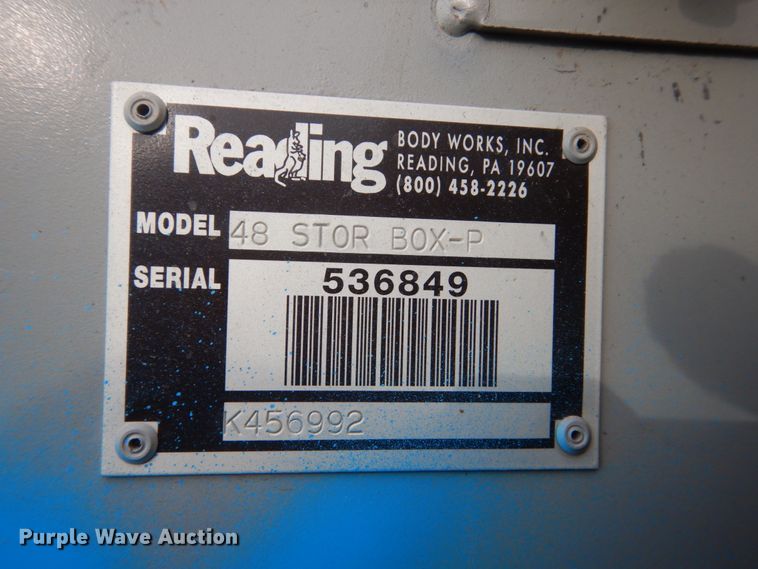 Reading
BODY WORKS, INC.
READING, PA 19607
(800) 458-2226
MODEL 48 STOR BOX-P
SERIAL 536849
K456992
Purple Wave Auction